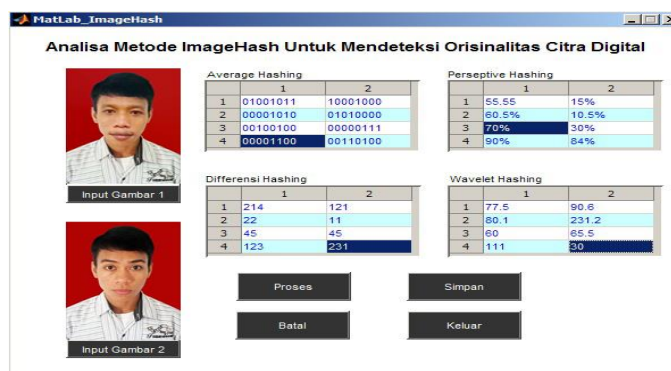 MatLab_ImageHash
Analisa Metode ImageHash Untuk Mendeteksi Orisinalitas Citra Digital
Average Hashing
1 2
1 01001011 10001000
2 00001010 01010000
3 00100100 00000111
4 00001100 00110100
Perseptive Hashing
1 2
1 55.55 15%
2 60.5% 10.5%
3 70% 30%
4 90% 84%
Input Gambar 1
Differensi Hashing
1 2
1 214 121
2 22 11
3 45 45
4 123 231
Wavelet Hashing
1 2
1 77.5 90.6
2 80.1 231.2
3 60 65.5
4 111 30
Input Gambar 2
Proses
Simpan
Batal
Keluar